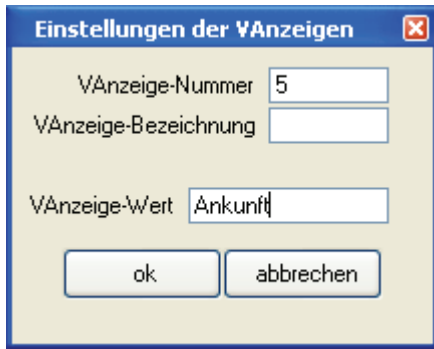 Einstellungen der VAnzeigen
VAnzeige-Nummer 5
VAnzeige-Bezeichnung
VAnzeige-Wert Ankunft
ok abbrechen